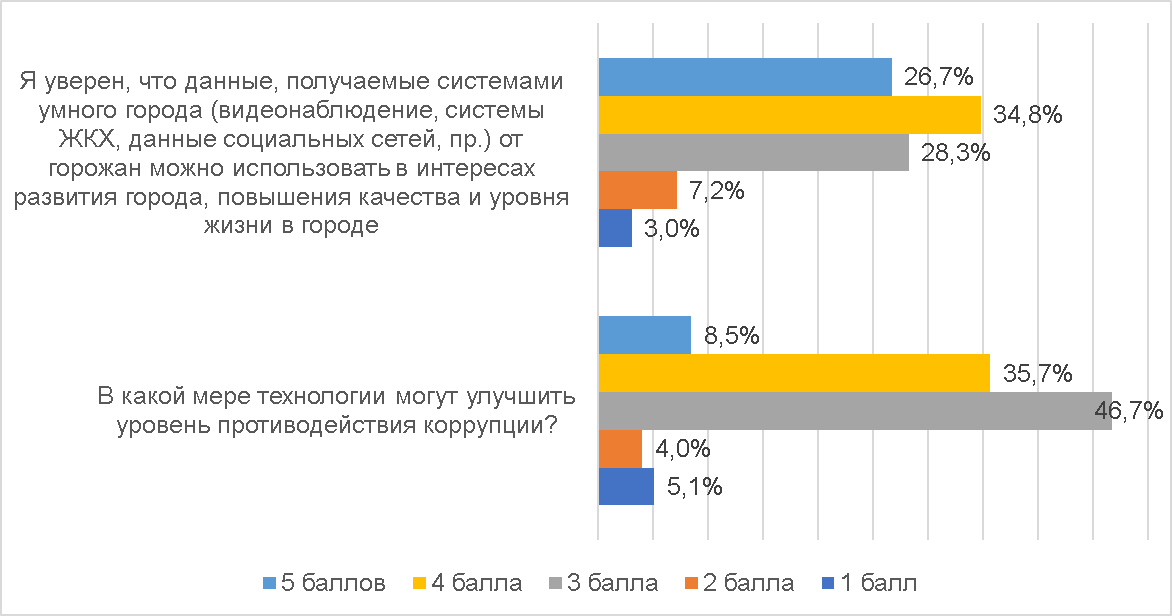 Я уверен, что данные, получаемые системами
умного города (видеонаблюдение, системы
ЖКХ, данные социальных сетей, пр.) от
горожан можно использовать в интересах
развития города, повышения качества и уровня
жизни в городе
26,7%
34,8%
28,3%
7,2%
3,0%
В какой мере технологии могут улучшить
уровень противодействия коррупции?
8,5%
35,7%
46,7%
4,0%
5,1%
5 баллов 4 балла 3 балла 2 балла 1 балл